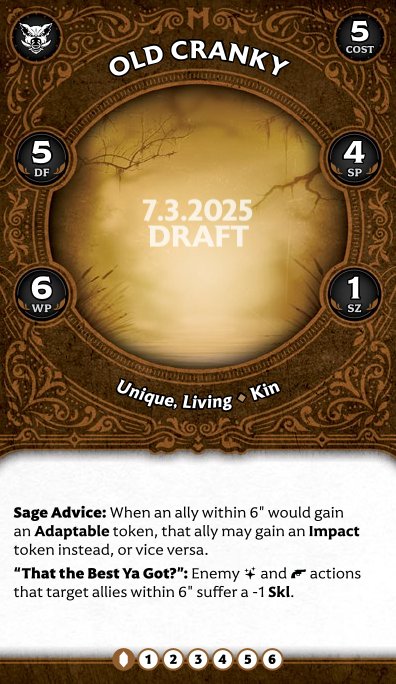 M
OLD CRANKY
5
COST
5
DF
4
SP
7.3.2025
DRAFT
6
WP
1
SZ
Unique, Living ◆ Kin
Sage Advice: When an ally within 6" would gain
an Adaptable token, that ally may gain an Impact
token instead, or vice versa.
“That the Best Ya Got?”: Enemy and actions
that target allies within 6" suffer a -1 Skl.
1 2 3 4 5 6